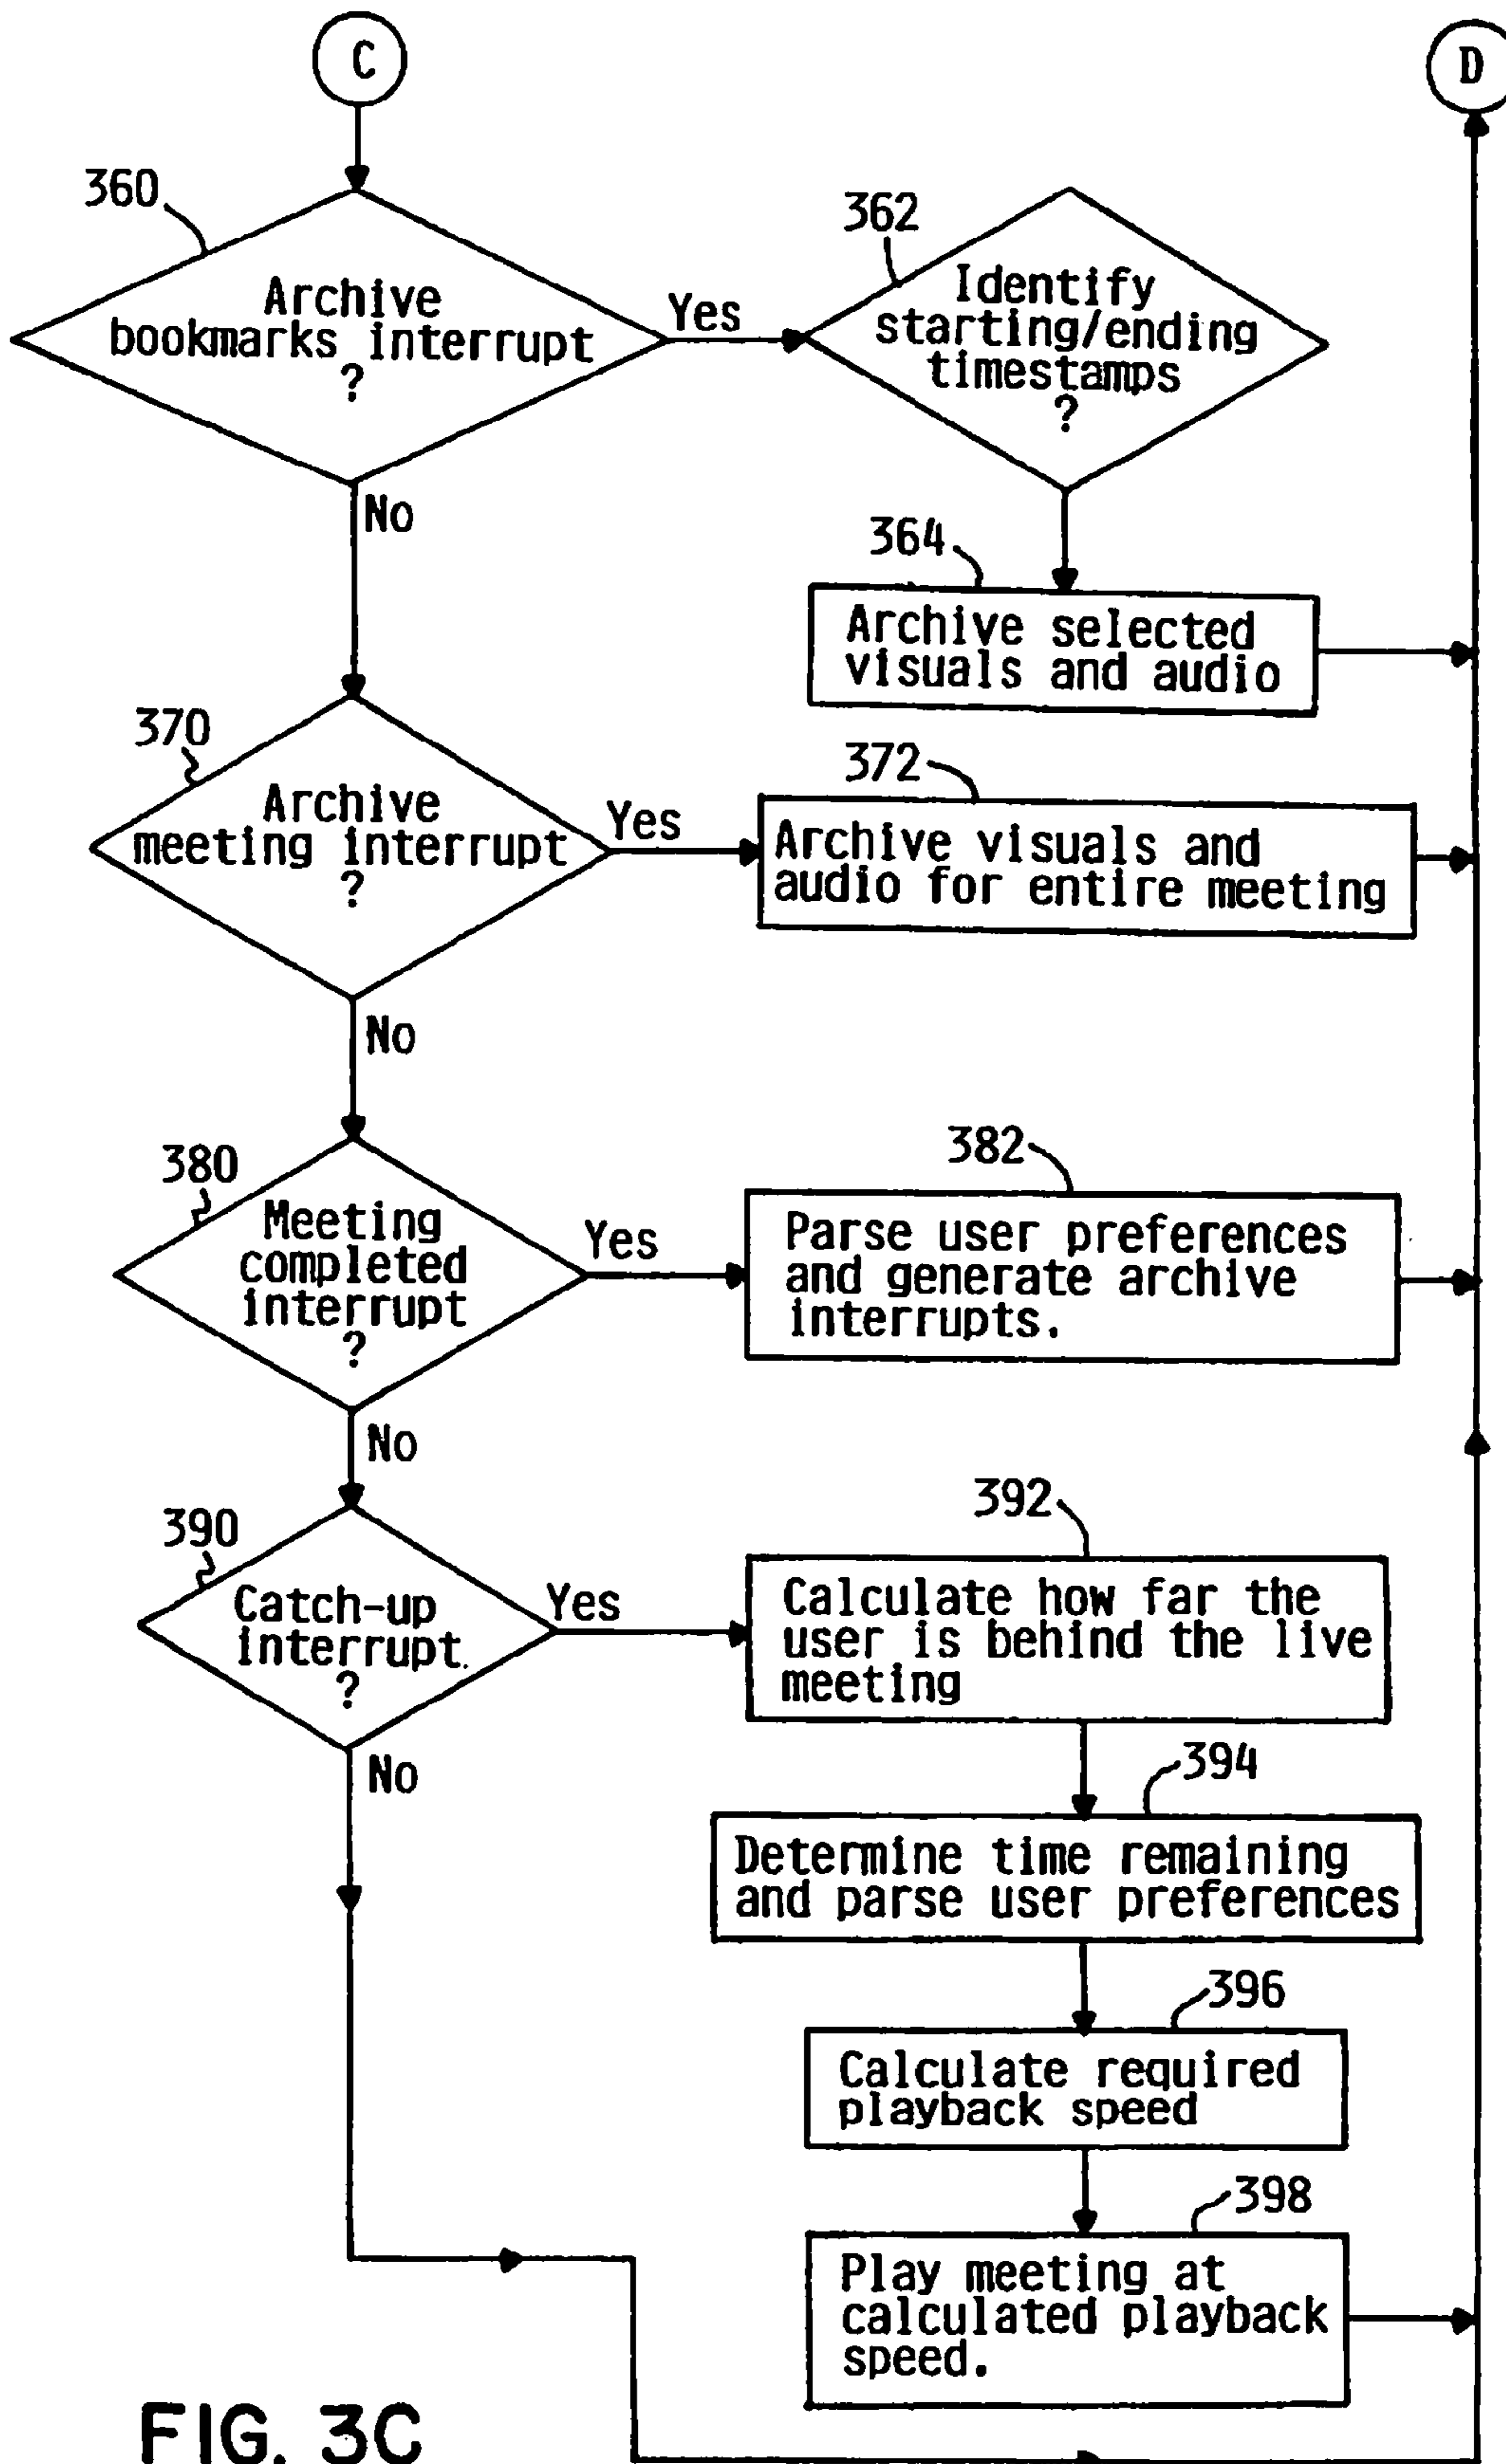 C
D
360
Archive
bookmarks interrupt
?
Yes
No
362
Identify
starting/ending
timestamps
?
364
Archive selected
visuals and audio
370
Archive
meeting interrupt
?
Yes
No
372
Archive visuals and
audio for entire meeting
380
Meeting
completed
interrupt
?
Yes
No
382
Parse user preferences
and generate archive
interrupts.
390
Catch-up
interrupt
?
Yes
No
392
Calculate how far the
user is behind the live
meeting
394
Determine time remaining
and parse user preferences
396
Calculate required
playback speed
398
Play meeting at
calculated playback
speed.
FIG. 3C